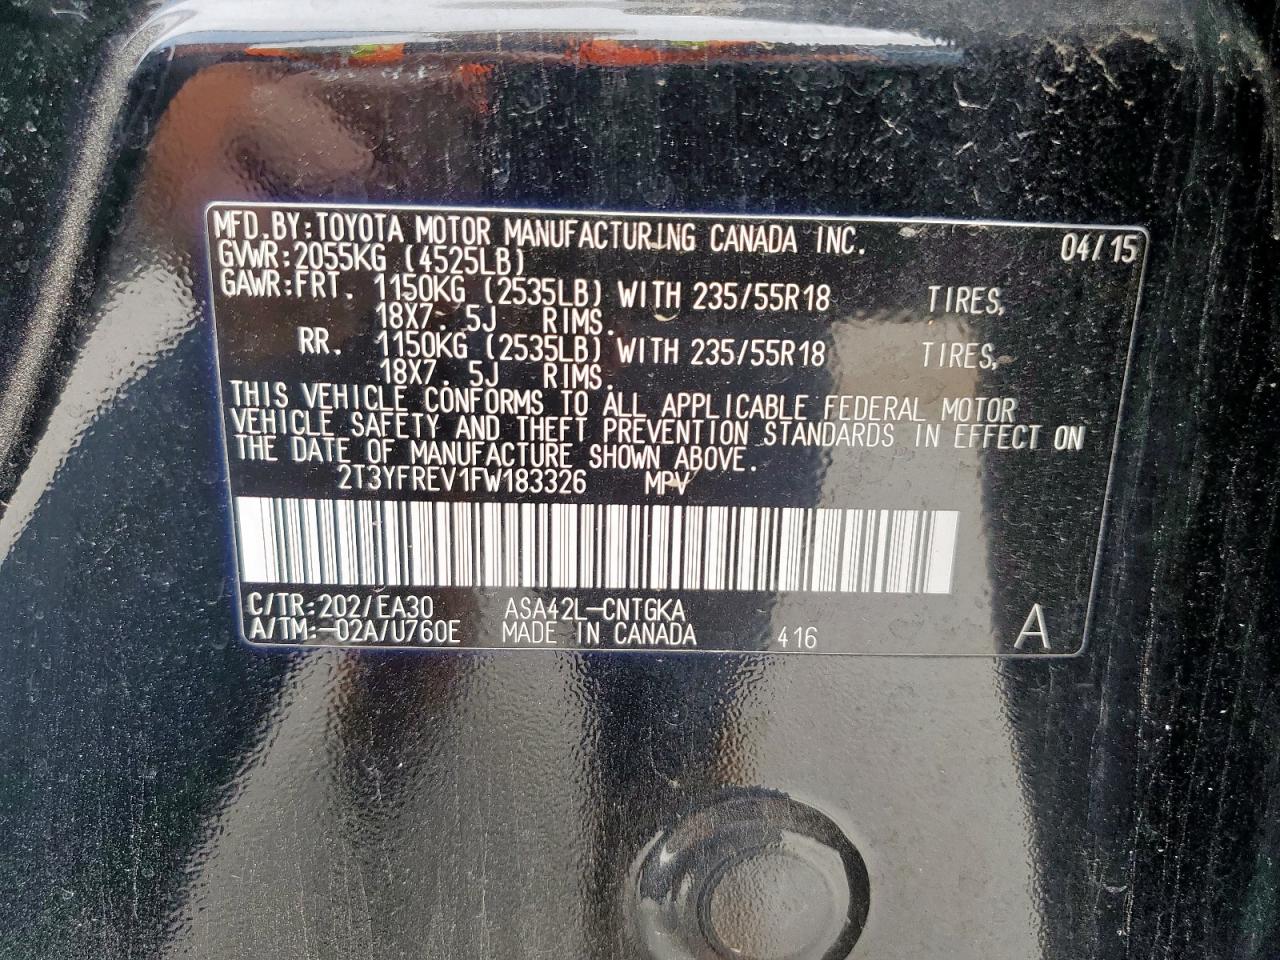 MFD.BY:TOYOTA MOTOR MANUFACTURING CANADA INC. 04/15
GVWR:2055KG (4525LB)
GAWR:FRT. 1150KG (2535LB) WITH 235/55R18 TIRES,
18X7.5J RIMS.
RR. 1150KG (2535LB) WITH 235/55R18 TIRES,
18X7.5J RIMS.
THIS VEHICLE CONFORMS TO ALL APPLICABLE FEDERAL MOTOR
VEHICLE SAFETY AND THEFT PREVENTION STANDARDS IN EFFECT ON
THE DATE OF MANUFACTURE SHOWN ABOVE.
2T3YFREV1FW183326 MPV
C/TR:202/EA30 ASA42L-CNTGKA
A/TM:-02A/U760E MADE IN CANADA 416 A